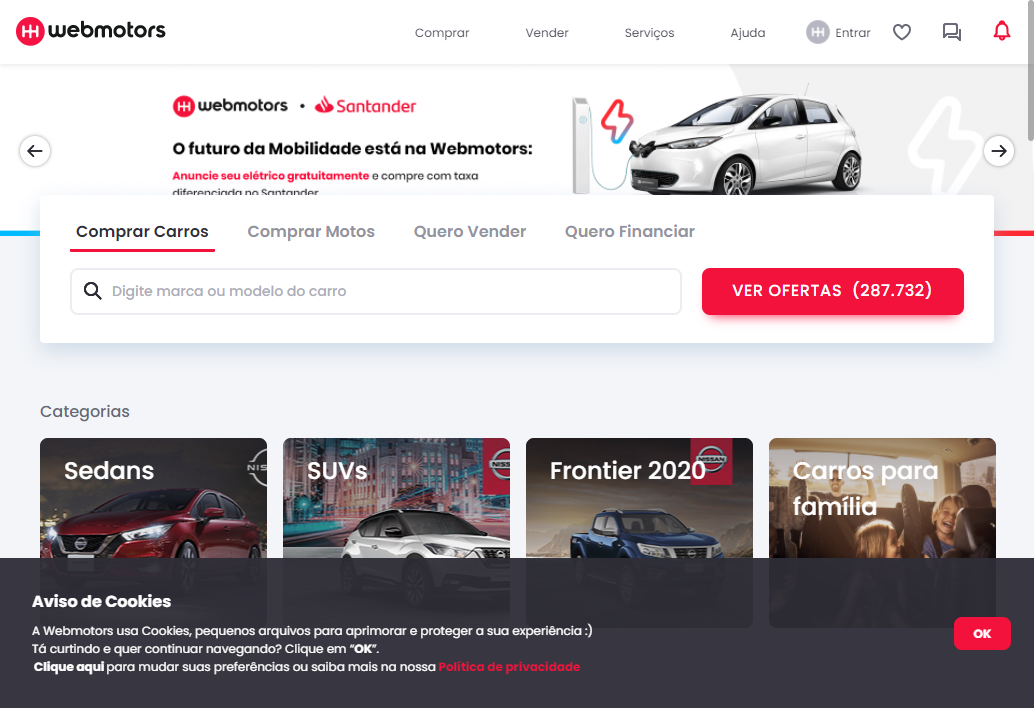 webmotors
Comprar
Vender
Serviços
Ajuda
Entrar
webmotors • Santander
O futuro da Mobilidade está na Webmotors:
Anuncie seu elétrico gratuitamente e compre com taxa
diferenciada no Santander
Comprar Carros
Comprar Motos
Quero Vender
Quero Financiar
Digite marca ou modelo do carro
VER OFERTAS (287.732)
Categorias
Sedans
NIS
SUVs
NISS
Frontier 2020
NISSAN
Carros para
família
Aviso de Cookies
A Webmotors usa Cookies, pequenos arquivos para aprimorar e proteger a sua experiência :)
Tá curtindo e quer continuar navegando? Clique em “OK”.
Clique aqui para mudar suas preferências ou saiba mais na nossa Política de privacidade
OK